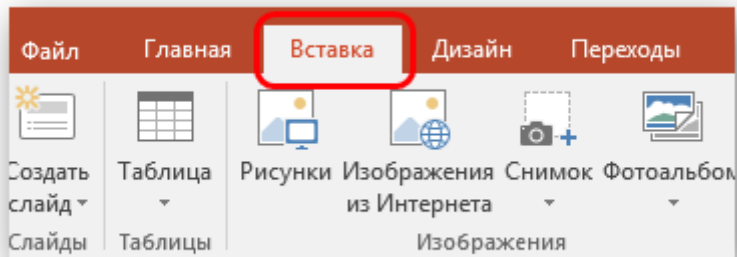 Файл Главная Вставка Дизайн Переходы
Создать Таблица Рисунки Изображения Снимок Фотоальбом
слайд из Интернета
Слайды Таблицы Изображения